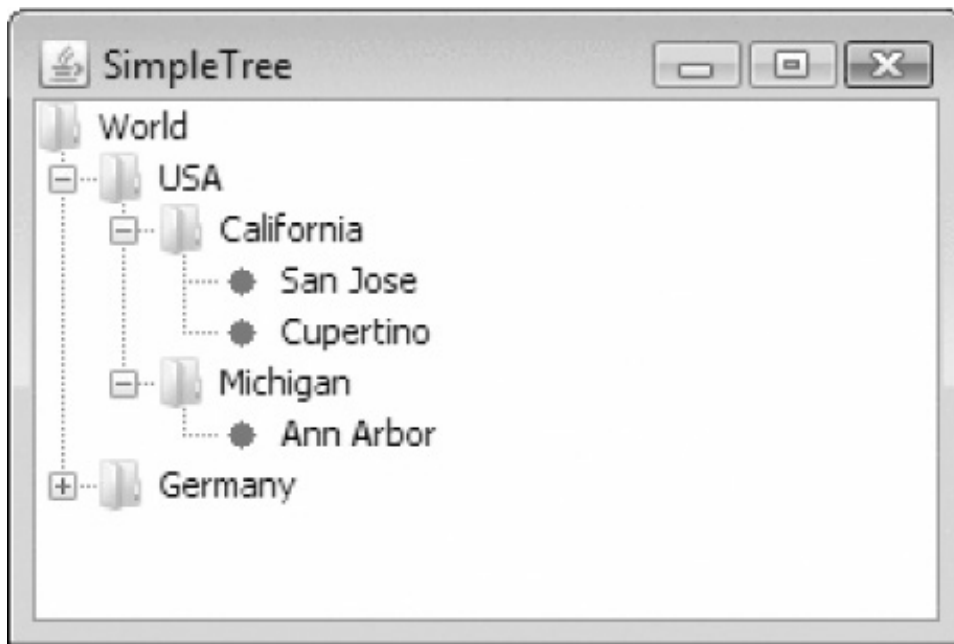 SimpleTree
World
USA
California
San Jose
Cupertino
Michigan
Ann Arbor
Germany